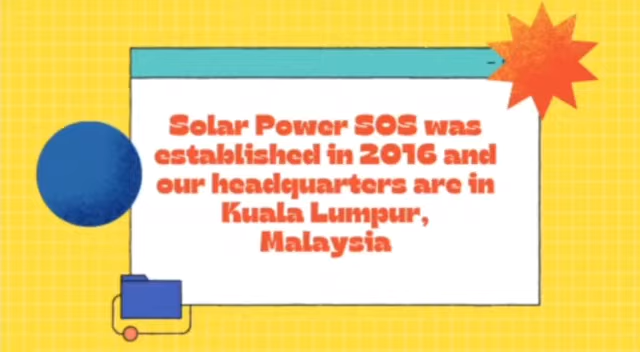 Solar Power SOS was
established in 2016 and
our headquarters are in
Kuala Lumpur,
Malaysia